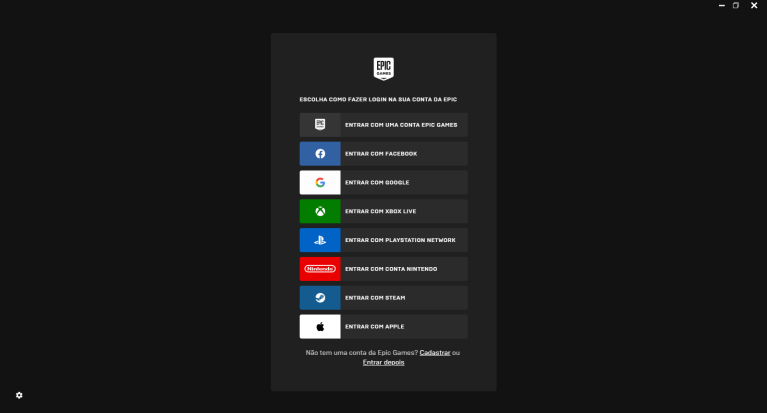 EPIC
GAMES
ESCOLHA COMO FAZER LOGIN NA SUA CONTA DA EPIC
EPIC
GAMES
ENTRAR COM UMA CONTA EPIC GAMES
ENTRAR COM FACEBOOK
ENTRAR COM GOOGLE
ENTRAR COM XBOX LIVE
ENTRAR COM PLAYSTATION NETWORK
Nintendo
ENTRAR COM CONTA NINTENDO
ENTRAR COM STEAM
ENTRAR COM APPLE
Não tem uma conta da Epic Games? Cadastrar ou
Entrar depois